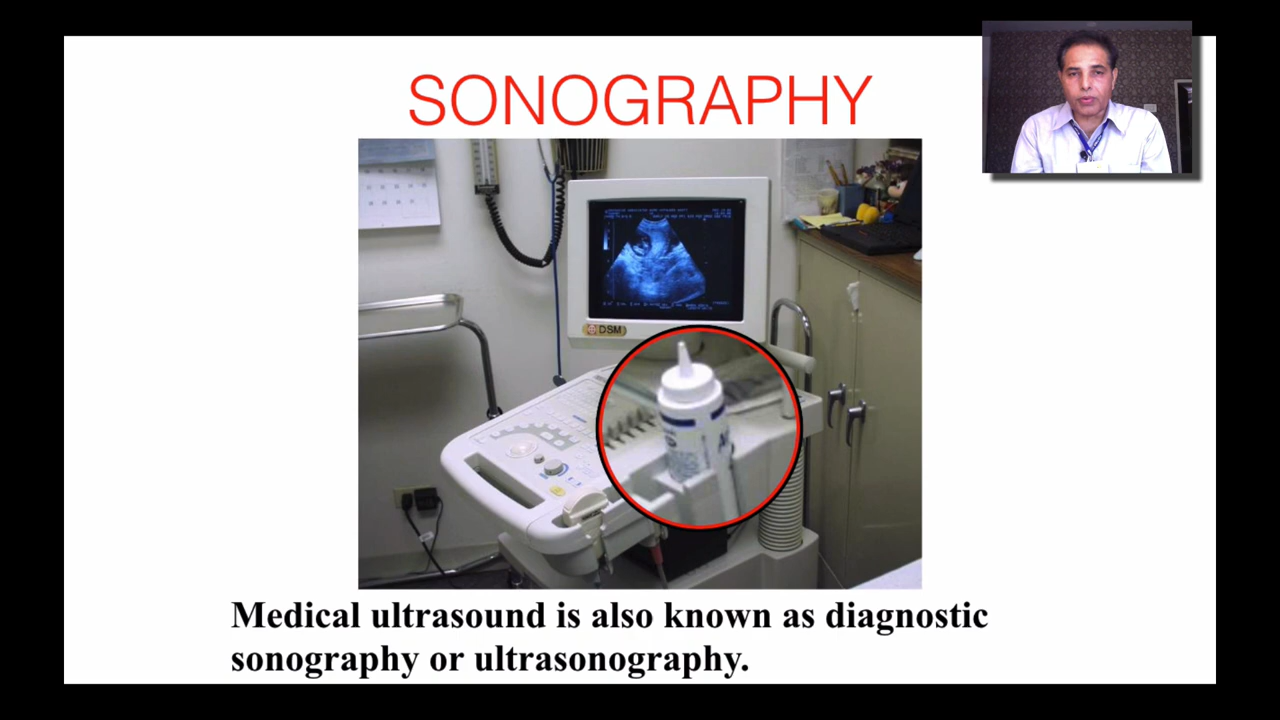 SONOGRAPHY
DSM
Medical ultrasound is also known as diagnostic
sonography or ultrasonography.